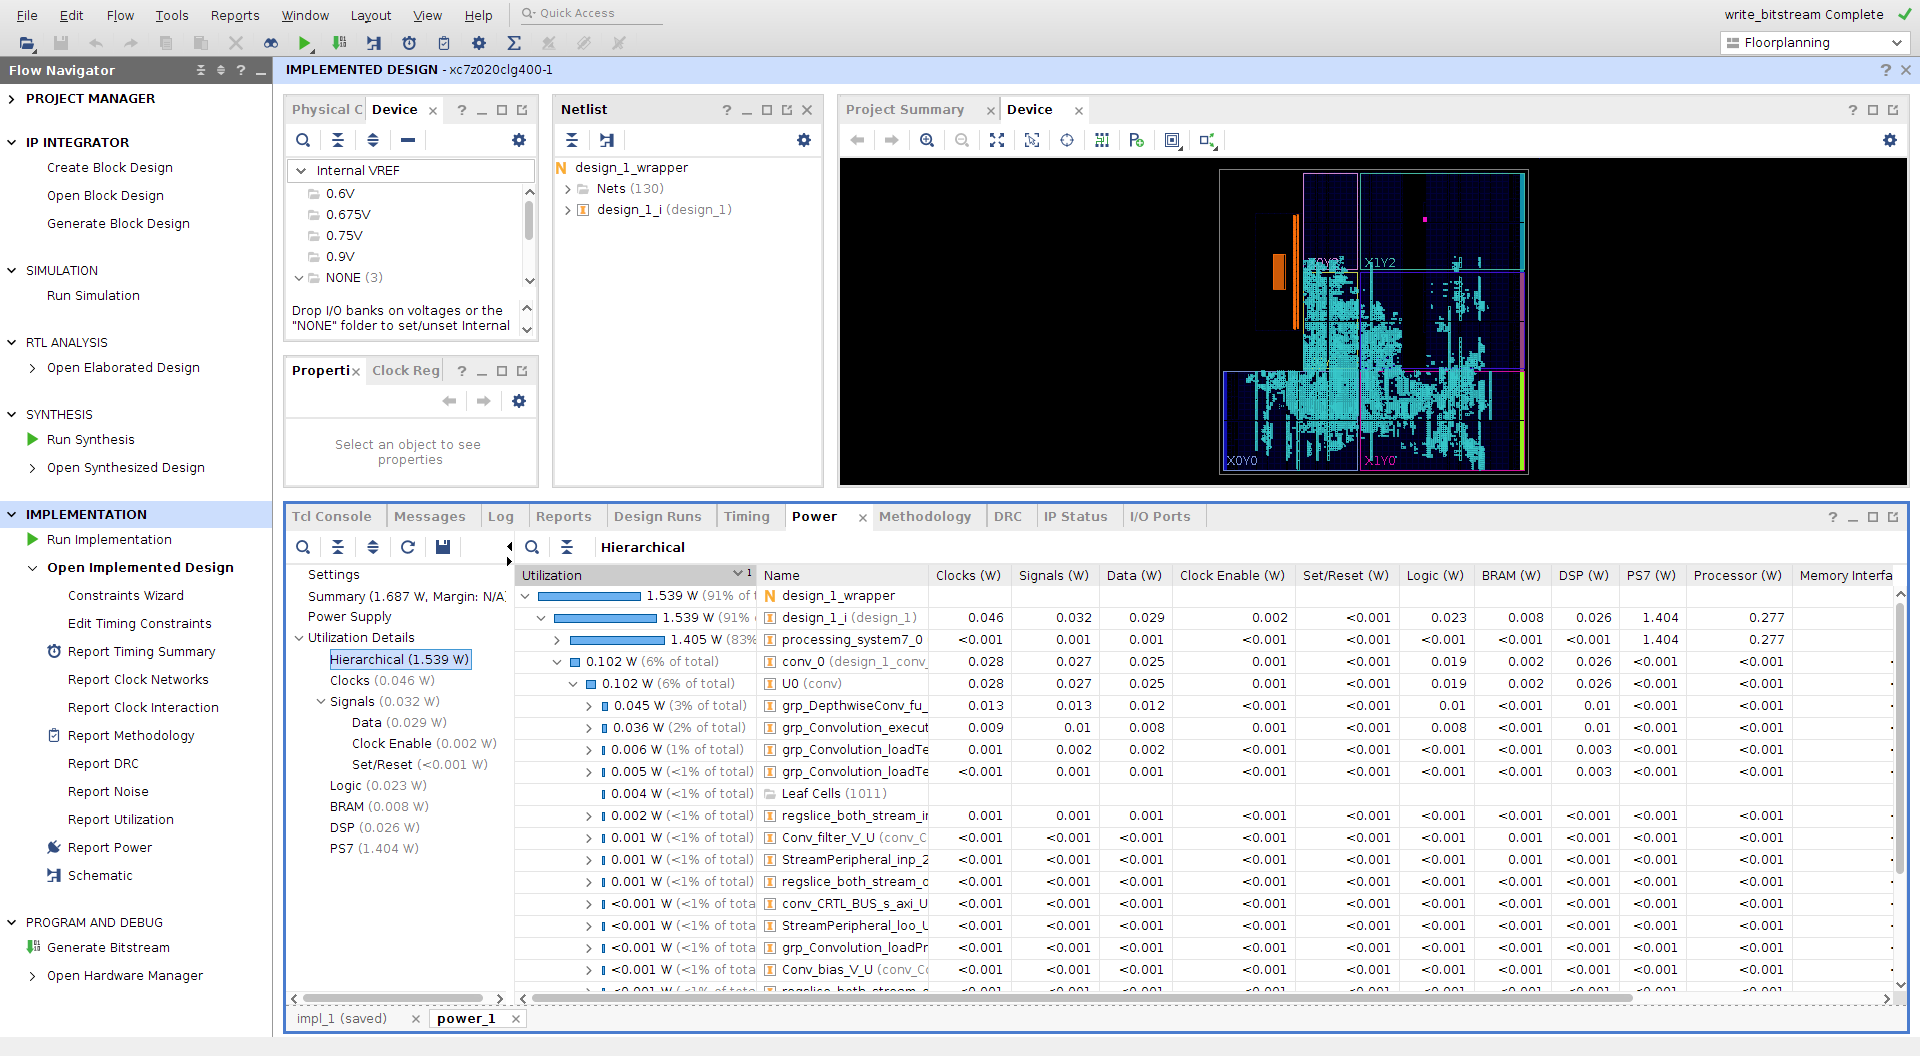 File Edit Flow Tools Reports Window Layout View Help Quick Access
write_bitstream Complete
Floorplanning
Flow Navigator
PROJECT MANAGER
IP INTEGRATOR
Create Block Design
Open Block Design
Generate Block Design
SIMULATION
Run Simulation
RTL ANALYSIS
Open Elaborated Design
SYNTHESIS
Run Synthesis
Open Synthesized Design
IMPLEMENTATION
Run Implementation
Open Implemented Design
Constraints Wizard
Edit Timing Constraints
Report Timing Summary
Report Clock Networks
Report Clock Interaction
Report Methodology
Report DRC
Report Noise
Report Utilization
Report Power
Schematic
PROGRAM AND DEBUG
Generate Bitstream
Open Hardware Manager
IMPLEMENTED DESIGN - xc7z020clg400-1
Physical C Device
Internal VREF
0.6V
0.675V
0.75V
0.9V
NONE (3)
Drop I/O banks on voltages or the
"NONE" folder to set/unset Internal
Properti Clock Reg
Select an object to see
properties
Netlist
design_1_wrapper
Nets (130)
design_1_i (design_1)
Project Summary Device
X1Y2
X0Y0
X1Y0
Tcl Console Messages Log Reports Design Runs Timing Power Methodology DRC IP Status I/O Ports
Settings
Summary (1.687 W, Margin: N/A
Power Supply
Utilization Details
Hierarchical (1.539 W)
Clocks (0.046 W)
Signals (0.032 W)
Data (0.029 W)
Clock Enable (0.002 W)
Set/Reset (<0.001 W)
Logic (0.023 W)
BRAM (0.008 W)
DSP (0.026 W)
PS7 (1.404 W)
Hierarchical
Utilization 1 Name Clocks (W) Signals (W) Data (W) Clock Enable (W) Set/Reset (W) Logic (W) BRAM (W) DSP (W) PS7 (W) Processor (W) Memory Interfa
1.539 W (91% of t design_1_wrapper
1.539 W (91% design_1_i (design_1) 0.046 0.032 0.029 0.002 <0.001 0.023 0.008 0.026 1.404 0.277
1.405 W (83% processing_system7_0 <0.001 0.001 0.001 <0.001 <0.001 <0.001 <0.001 <0.001 1.404 0.277
0.102 W (6% of total) conv_0 (design_1_conv_ 0.028 0.027 0.025 0.001 <0.001 0.019 0.002 0.026 <0.001 <0.001
0.102 W (6% of total) U0 (conv) 0.028 0.027 0.025 0.001 <0.001 0.019 0.002 0.026 <0.001 <0.001
0.045 W (3% of total) grp_DepthwiseConv_fu_ 0.013 0.013 0.012 <0.001 <0.001 0.01 <0.001 0.01 <0.001 <0.001
0.036 W (2% of total) grp_Convolution_execut 0.009 0.01 0.008 <0.001 <0.001 0.008 <0.001 0.01 <0.001 <0.001
0.006 W (1% of total) grp_Convolution_loadTe 0.001 0.002 0.002 <0.001 <0.001 <0.001 <0.001 0.003 <0.001 <0.001
0.005 W (<1% of total) grp_Convolution_loadTe <0.001 0.001 0.001 <0.001 <0.001 <0.001 <0.001 0.003 <0.001 <0.001
0.004 W (<1% of total) Leaf Cells (1011)
0.002 W (<1% of total) regslice_both_stream_ir 0.001 0.001 0.001 <0.001 <0.001 <0.001 <0.001 <0.001 <0.001 <0.001
0.001 W (<1% of total) Conv_filter_V_U (conv_C <0.001 <0.001 <0.001 <0.001 <0.001 <0.001 0.001 <0.001 <0.001 <0.001
0.001 W (<1% of total) StreamPeripheral_inp_2 <0.001 <0.001 <0.001 <0.001 <0.001 <0.001 0.001 <0.001 <0.001 <0.001
0.001 W (<1% of total) regslice_both_stream_o <0.001 <0.001 <0.001 <0.001 <0.001 <0.001 <0.001 <0.001 <0.001 <0.001
<0.001 W (<1% of tota conv_CRTL_BUS_s_axi_U <0.001 <0.001 <0.001 <0.001 <0.001 <0.001 <0.001 <0.001 <0.001 <0.001
<0.001 W (<1% of tota StreamPeripheral_loo_U <0.001 <0.001 <0.001 <0.001 <0.001 <0.001 <0.001 <0.001 <0.001 <0.001
<0.001 W (<1% of tota grp_Convolution_loadPr <0.001 <0.001 <0.001 <0.001 <0.001 <0.001 <0.001 <0.001 <0.001 <0.001
<0.001 W (<1% of tota Conv_bias_V_U (conv_Co <0.001 <0.001 <0.001 <0.001 <0.001 <0.001 <0.001 <0.001 <0.001 <0.001
impl_1 (saved) power_1